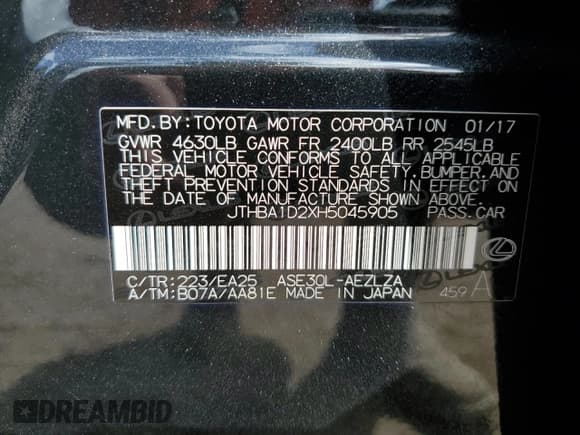 MFD.BY:TOYOTA MOTOR CORPORATION 01/17
GVWR 4630LB GAWR FR 2400LB RR 2545LB
THIS VEHICLE CONFORMS TO ALL APPLICABLE
FEDERAL MOTOR VEHICLE SAFETY,BUMPER,AND
THEFT PREVENTION STANDARDS IN EFFECT ON
THE DATE OF MANUFACTURE SHOWN ABOVE.
JTHBA1D2XH5045905 PASS.CAR
C/TR:223/EA25 ASE30L-AEZLZA
A/TM:B07A/AA81E MADE IN JAPAN 459 A
DREAMBID